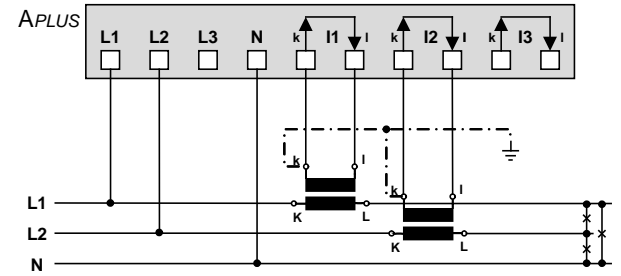 APLUS
L1 L2 L3 N k I1 l k I2 l k I3 l
k l
k l
L1 K L
L2 K L
N